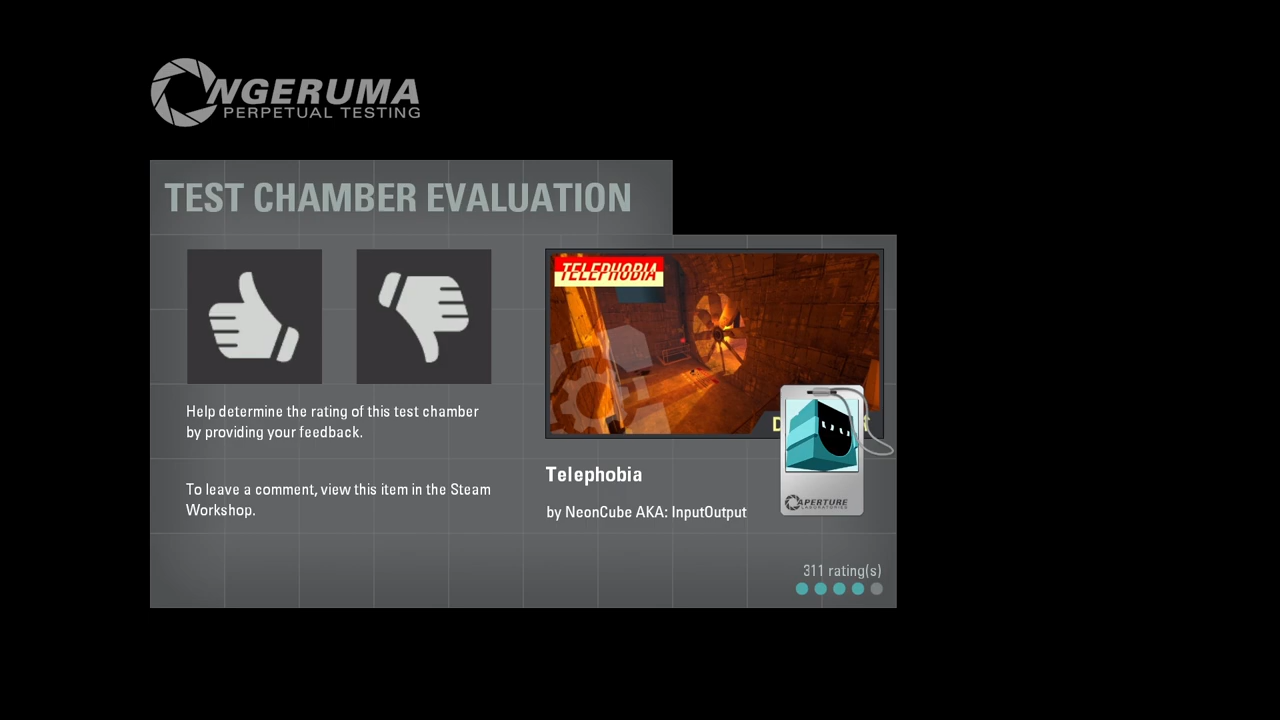 NGERUMA
PERPETUAL TESTING
TEST CHAMBER EVALUATION
TELEPHOBIA
Help determine the rating of this test chamber
by providing your feedback.
To leave a comment, view this item in the Steam
Workshop.
Telephobia
by NeonCube AKA: InputOutput
APERTURE
LABORATORIES
311 rating(s)